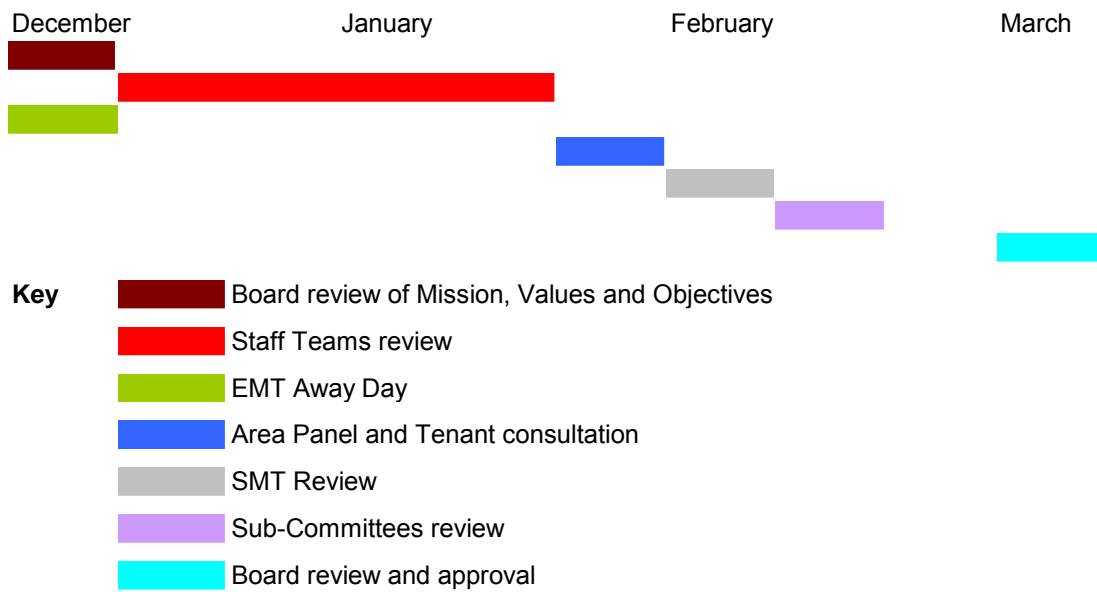 December January February March
Key Board review of Mission, Values and Objectives
Staff Teams review
EMT Away Day
Area Panel and Tenant consultation
SMT Review
Sub-Committees review
Board review and approval